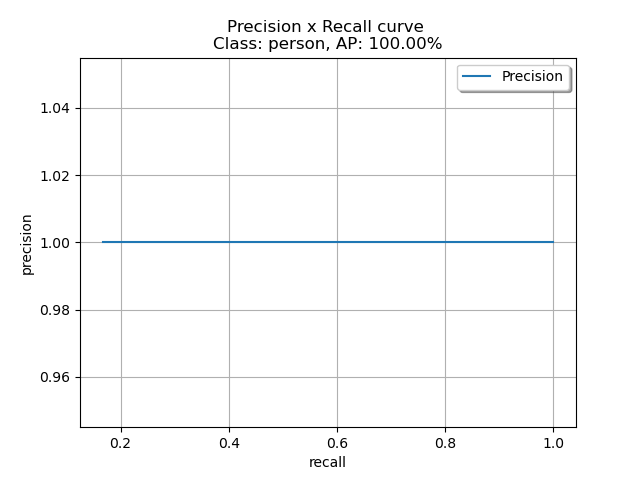 Precision x Recall curve
Class: person, AP: 100.00%
Precision
1.04
1.02
1.00
0.98
0.96
precision
0.2 0.4 0.6 0.8 1.0
recall